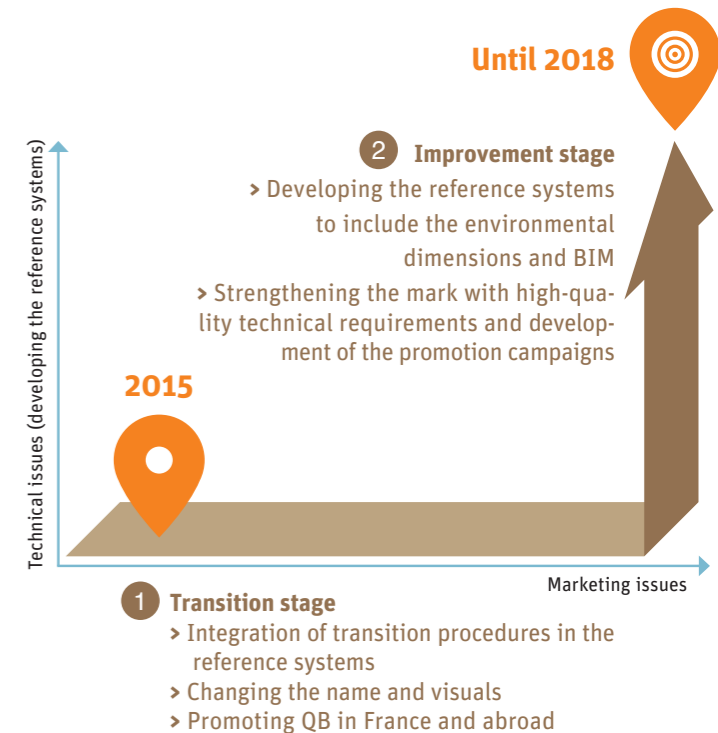 Until 2018
Technical issues (developing the reference systems)
2 Improvement stage
> Developing the reference systems
to include the environmental
dimensions and BIM
> Strengthening the mark with high-qua-
lity technical requirements and develop-
ment of the promotion campaigns
2015
Marketing issues
1 Transition stage
> Integration of transition procedures in the
reference systems
> Changing the name and visuals
> Promoting QB in France and abroad